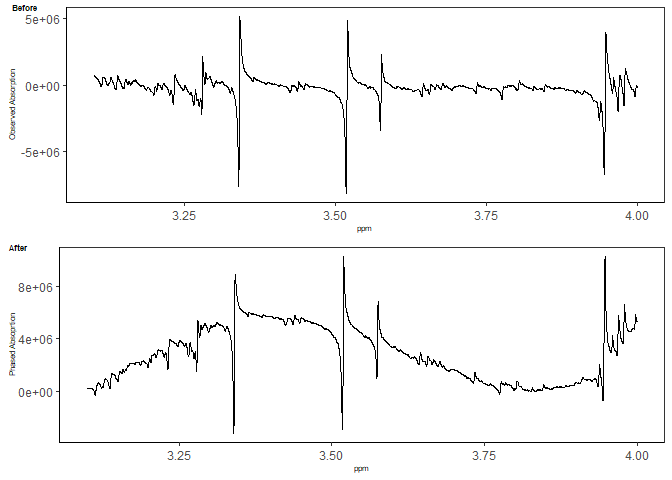 Before
5e+06
0e+00
-5e+06
Observed Absorption
3.25
3.50
3.75
4.00
ppm
After
8e+06
4e+06
0e+00
Phased Absorption
3.25
3.50
3.75
4.00
ppm